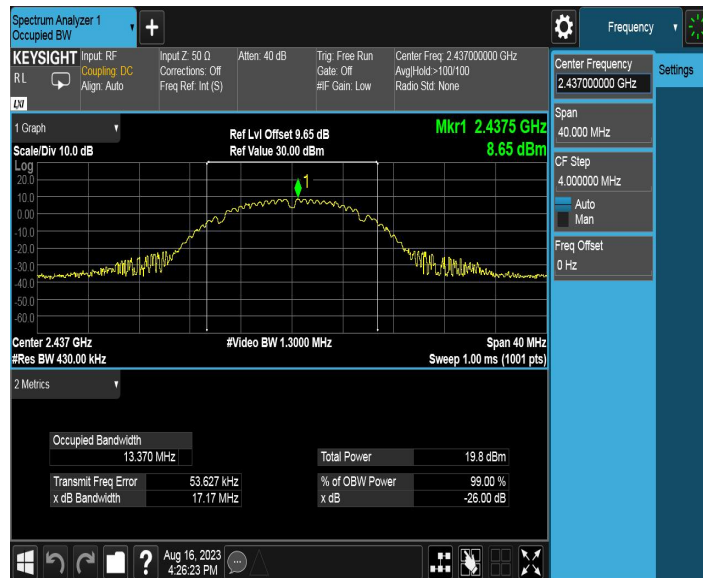 Spectrum Analyzer 1
Occupied BW
+
Frequency
KEYSIGHT
RL
LXI
Input: RF
Coupling: DC
Align: Auto
Input Z: 50 Ω
Corrections: Off
Freq Ref: Int (S)
Atten: 40 dB
Trig: Free Run
Gate: Off
#IF Gain: Low
Center Freq: 2.437000000 GHz
Avg|Hold:>100/100
Radio Std: None
Center Frequency
2.437000000 GHz
Settings
Span
40.000 MHz
CF Step
4.000000 MHz
Auto
Man
Freq Offset
0 Hz
1 Graph
Scale/Div 10.0 dB
Ref Lvl Offset 9.65 dB
Ref Value 30.00 dBm
Mkr1 2.4375 GHz
8.65 dBm
Log
20.0
10.0
0.00
-10.0
-20.0
-30.0
-40.0
-50.0
-60.0
1
Center 2.437 GHz
#Video BW 1.3000 MHz
Span 40 MHz
#Res BW 430.00 kHz
Sweep 1.00 ms (1001 pts)
2 Metrics
Occupied Bandwidth
13.370 MHz
Total Power 19.8 dBm
Transmit Freq Error 53.627 kHz
% of OBW Power 99.00 %
x dB Bandwidth 17.17 MHz
x dB -26.00 dB
?
Aug 16, 2023
4:26:23 PM